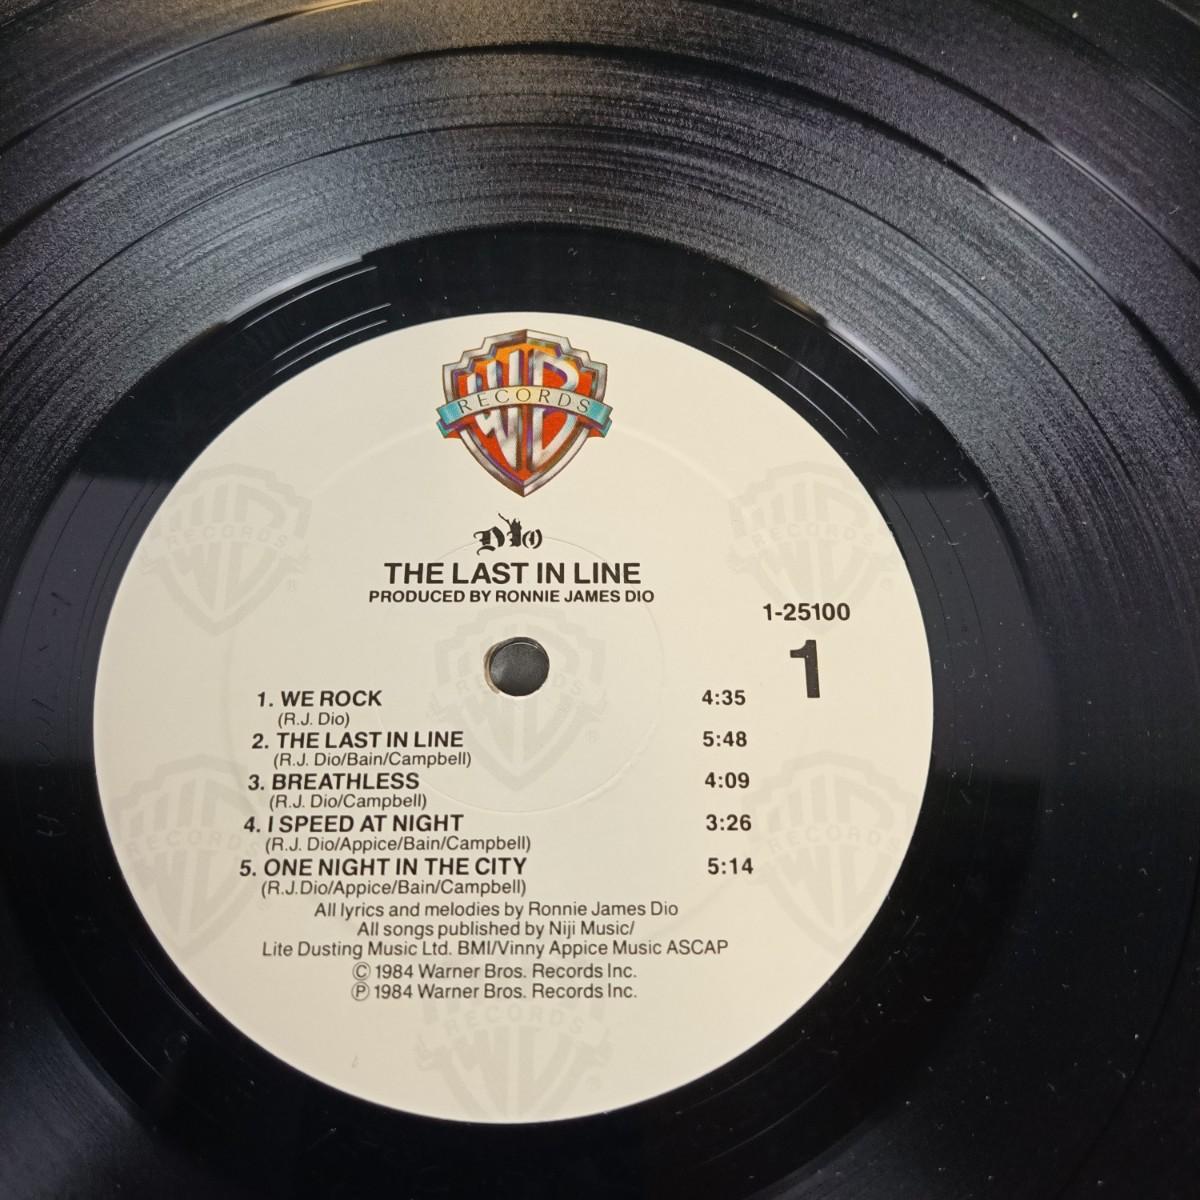 WB
RECORDS
DIO
THE LAST IN LINE
PRODUCED BY RONNIE JAMES DIO
1-25100
1
1. WE ROCK 4:35
(R.J. Dio)
2. THE LAST IN LINE 5:48
(R.J. Dio/Bain/Campbell)
3. BREATHLESS 4:09
(R.J. Dio/Campbell)
4. I SPEED AT NIGHT 3:26
(R.J. Dio/Appice/Bain/Campbell)
5. ONE NIGHT IN THE CITY 5:14
(R.J.Dio/Appice/Bain/Campbell)
All lyrics and melodies by Ronnie James Dio
All songs published by Niji Music/
Lite Dusting Music Ltd. BMI/Vinny Appice Music ASCAP
Ⓒ 1984 Warner Bros. Records Inc.
Ⓟ 1984 Warner Bros. Records Inc.